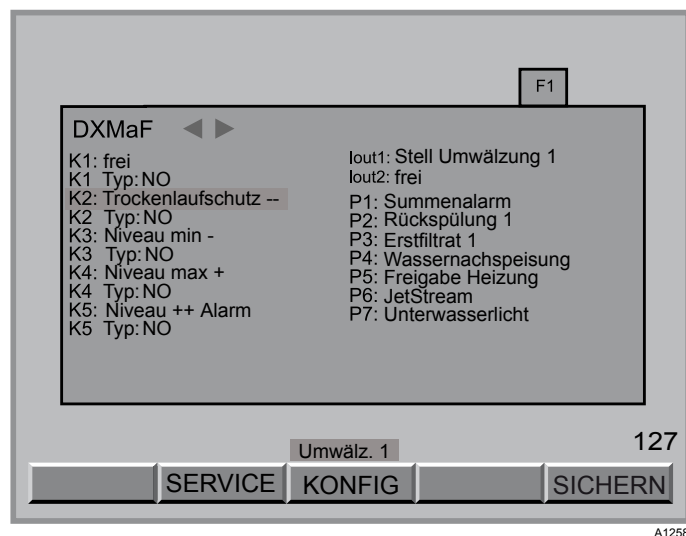 F1
DXMaF
K1: frei
K1 Typ: NO
K2: Trockenlaufschutz --
K2 Typ: NO
K3: Niveau min -
K3 Typ: NO
K4: Niveau max +
K4 Typ: NO
K5: Niveau ++ Alarm
K5 Typ: NO
Iout1: Stell Umwälzung 1
Iout2: frei
P1: Summenalarm
P2: Rückspülung 1
P3: Erstfiltrat 1
P4: Wassernachspeisung
P5: Freigabe Heizung
P6: JetStream
P7: Unterwasserlicht
127
Umwälz. 1
SERVICE KONFIG SICHERN
A1258